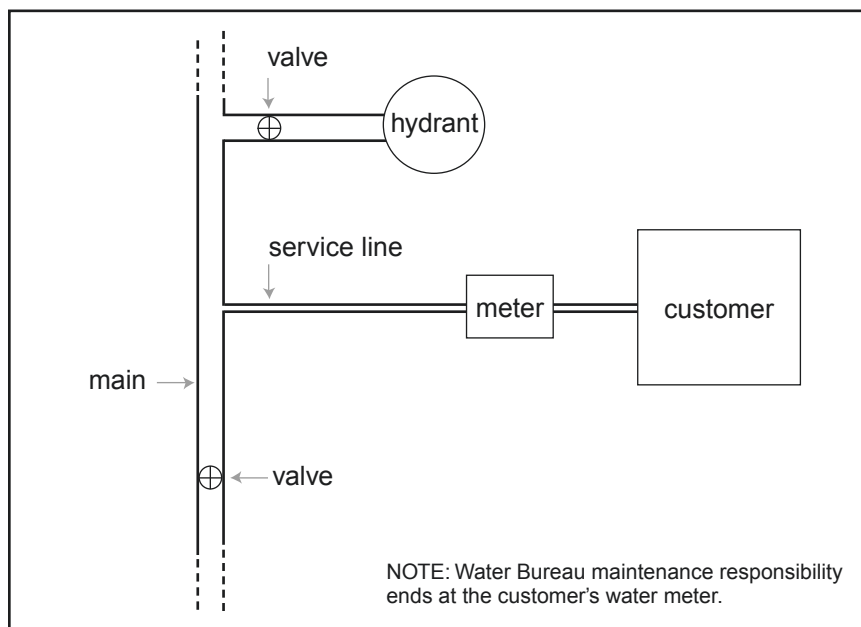 valve
hydrant
service line
meter
customer
main
valve
NOTE: Water Bureau maintenance responsibility
ends at the customer’s water meter.